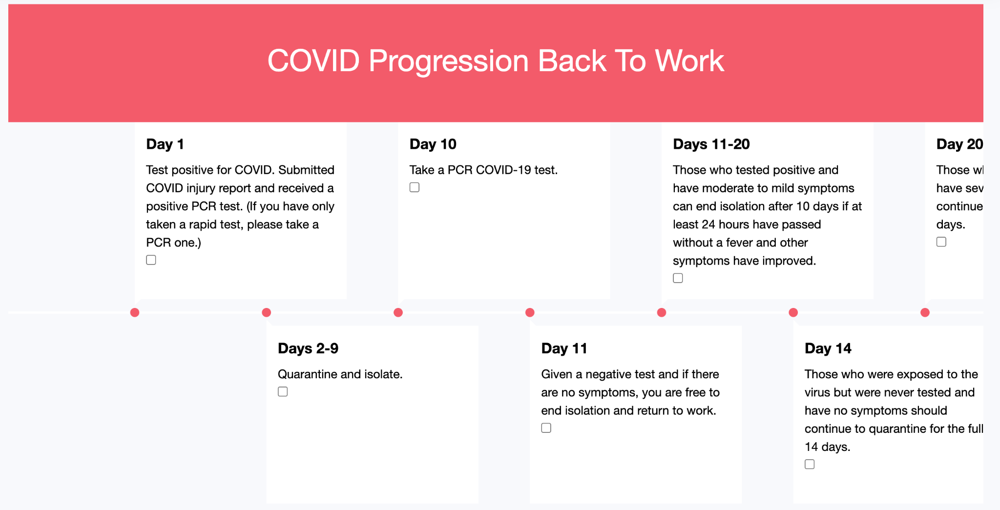 COVID Progression Back To Work
Day 1
Test positive for COVID. Submitted
COVID injury report and received a
positive PCR test. (If you have only
taken a rapid test, please take a
PCR one.)
Days 2-9
Quarantine and isolate.
Day 10
Take a PCR COVID-19 test.
Day 11
Given a negative test and if there
are no symptoms, you are free to
end isolation and return to work.
Days 11-20
Those who tested positive and
have moderate to mild symptoms
can end isolation after 10 days if at
least 24 hours have passed
without a fever and other
symptoms have improved.
Day 14
Those who were exposed to the
virus but were never tested and
have no symptoms should
continue to quarantine for the full
14 days.
Day 20
Those
have
continue
days.